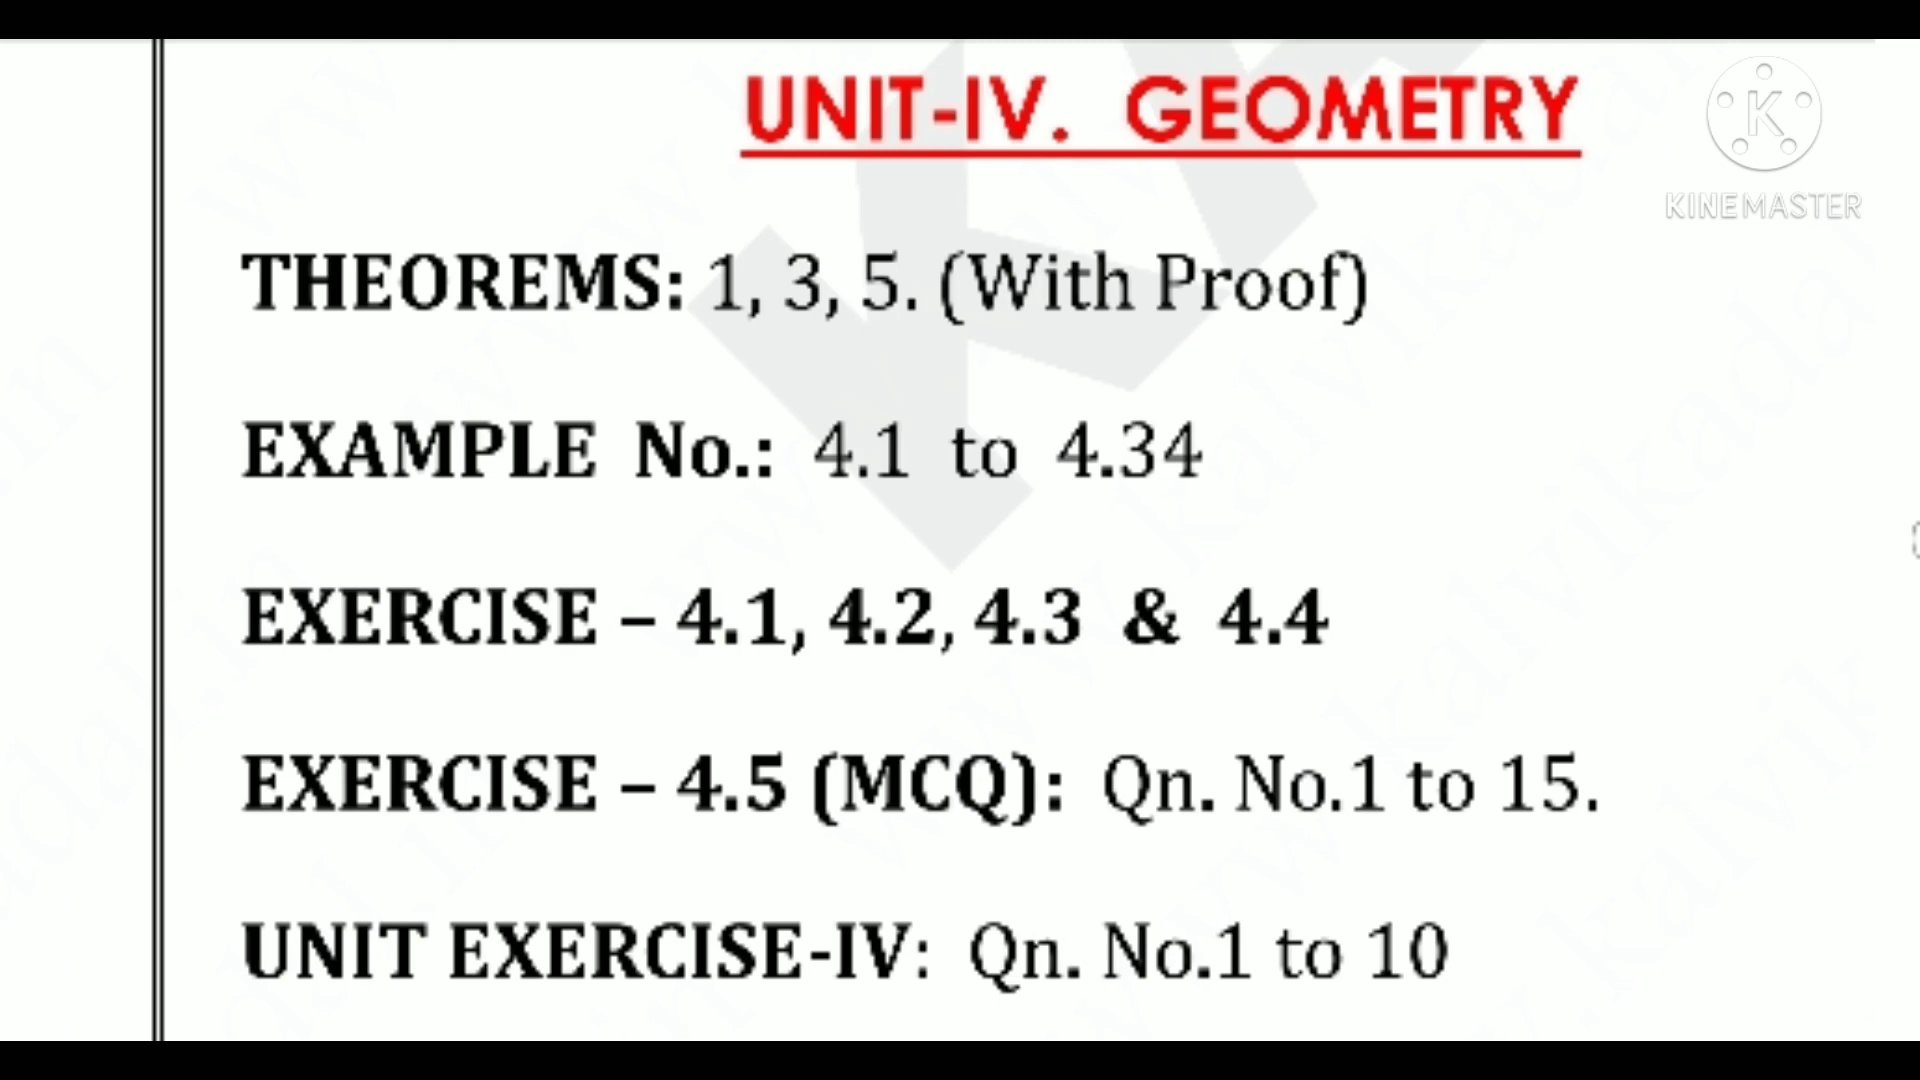 UNIT-IV. GEOMETRY
KINEMASTER
THEOREMS: 1, 3, 5. (With Proof)
EXAMPLE No.: 4.1 to 4.34
EXERCISE – 4.1, 4.2, 4.3 & 4.4
EXERCISE – 4.5 (MCQ): Qn. No.1 to 15.
UNIT EXERCISE-IV: Qn. No.1 to 10